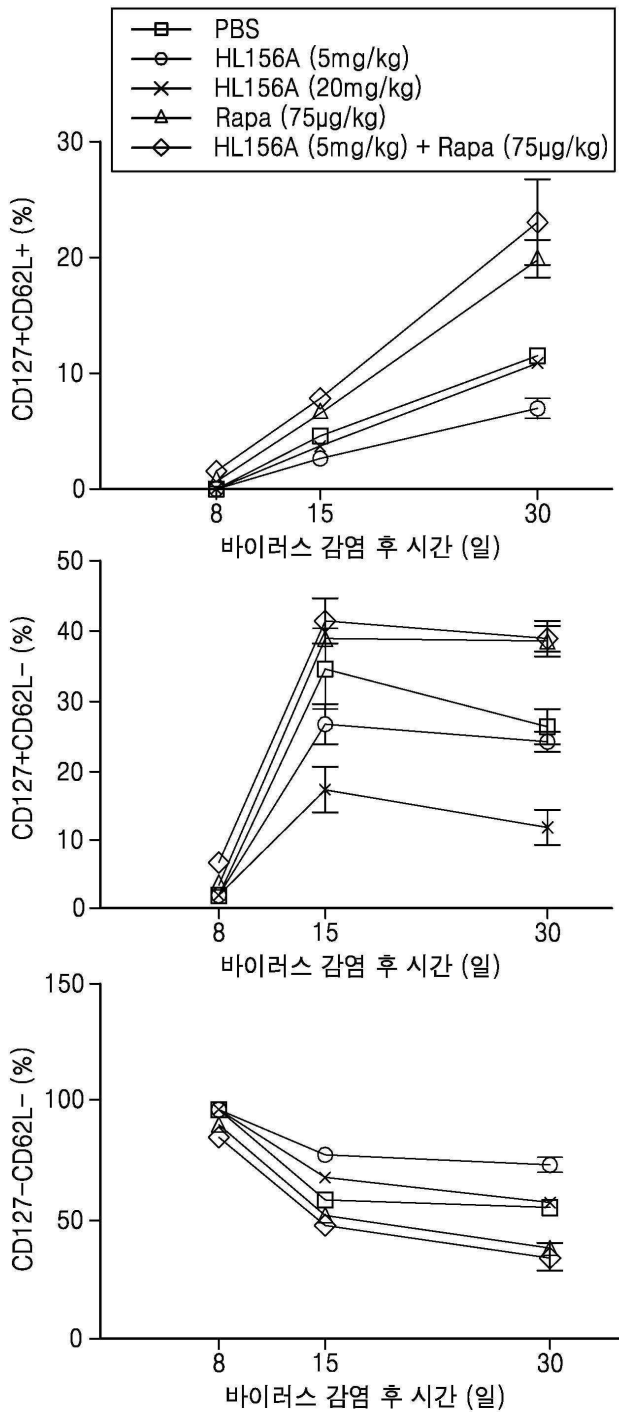 PBS
HL156A (5mg/kg)
HL156A (20mg/kg)
Rapa (75µg/kg)
HL156A (5mg/kg) + Rapa (75µg/kg)
CD127+CD62L+ (%)
30
20
10
0
8 15 30
바이러스 감염 후 시간 (일)
CD127+CD62L- (%)
50
40
30
20
10
0
8 15 30
바이러스 감염 후 시간 (일)
CD127-CD62L- (%)
150
100
50
0
8 15 30
바이러스 감염 후 시간 (일)